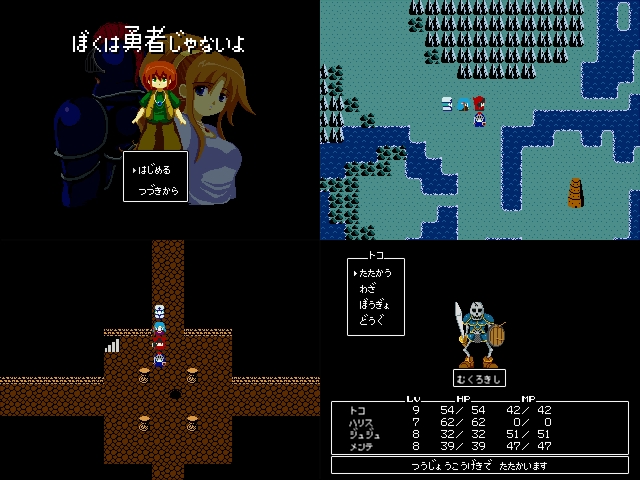 ぼくは勇者じゃないよ
はじめる
つづきから
トコ
たたかう
わざ
ぼうぎょ
どうぐ
むくろきし
Lv HP MP
トコ 9 54/ 54 42/ 42
ハリス 7 62/ 62 0/ 0
ジュジュ 8 32/ 32 51/ 51
メンテ 8 39/ 39 47/ 47
つうじょうこうげきで たたかいます